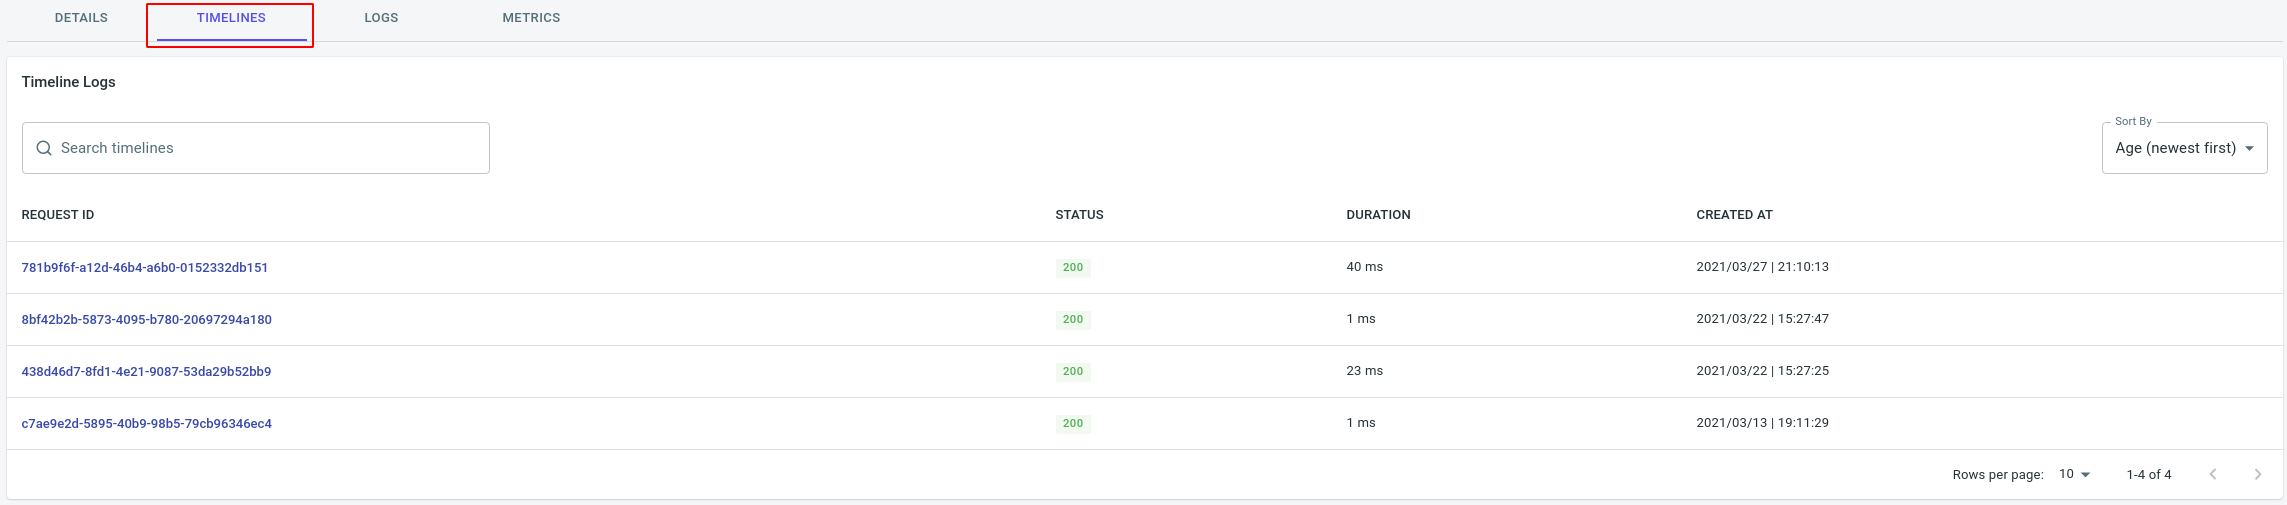 DETAILS TIMELINES LOGS METRICS
Timeline Logs
Sort By
Search timelines Age (newest first)
REQUEST ID STATUS DURATION CREATED AT
781b9f6f-a12d-46b4-a6b0-0152332db151 200 40 ms 2021/03/27 | 21:10:13
8bf42b2b-5873-4095-b780-20697294a180 200 1 ms 2021/03/22 | 15:27:47
438d46d7-8fd1-4e21-9087-53da29b52bb9 200 23 ms 2021/03/22 | 15:27:25
c7ae9e2d-5895-40b9-98b5-79cb96346ec4 200 1 ms 2021/03/13 | 19:11:29
Rows per page: 10 1-4 of 4